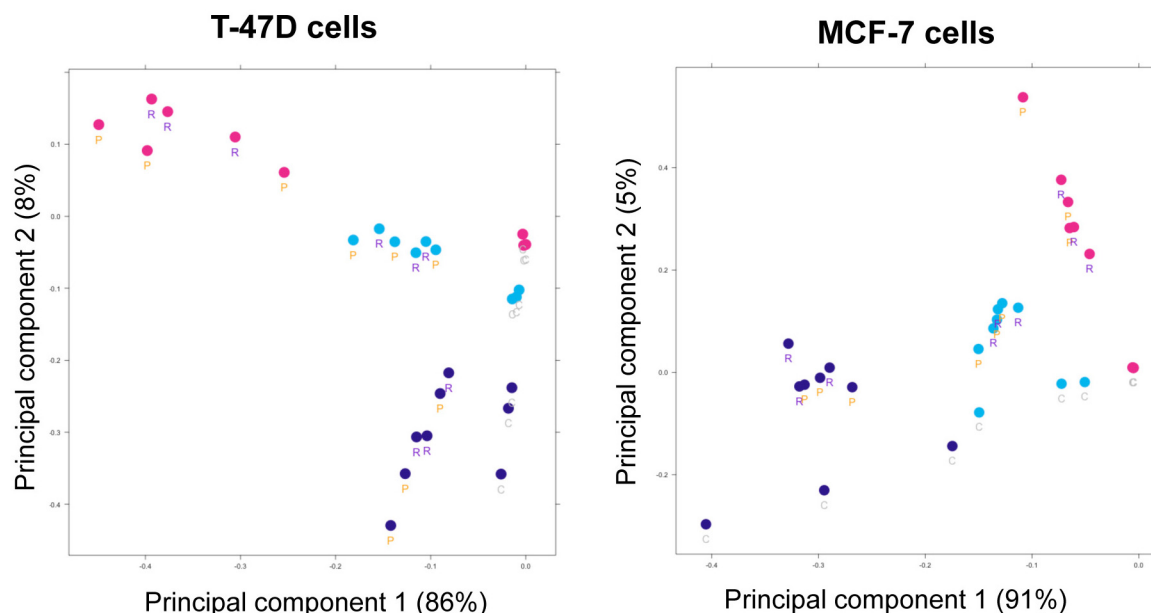 T-47D cells
MCF-7 cells
Principal component 2 (8%)
0.1
0.0
-0.1
-0.2
-0.3
-0.4
-0.4
-0.3
-0.2
-0.1
0.0
P
R
R
P
R
P
P
R
P
R
R
P
C
C
C
C
C
R
P
R
R
P
P
C
C
C
Principal component 1 (86%)
Principal component 2 (5%)
0.4
0.2
0.0
-0.2
-0.4
-0.3
-0.2
-0.1
0.0
P
R
P
P
R
R
P
R
P
R
R
P
R
P
P
R
R
P
C
C
C
C
C
C
C
Principal component 1 (91%)